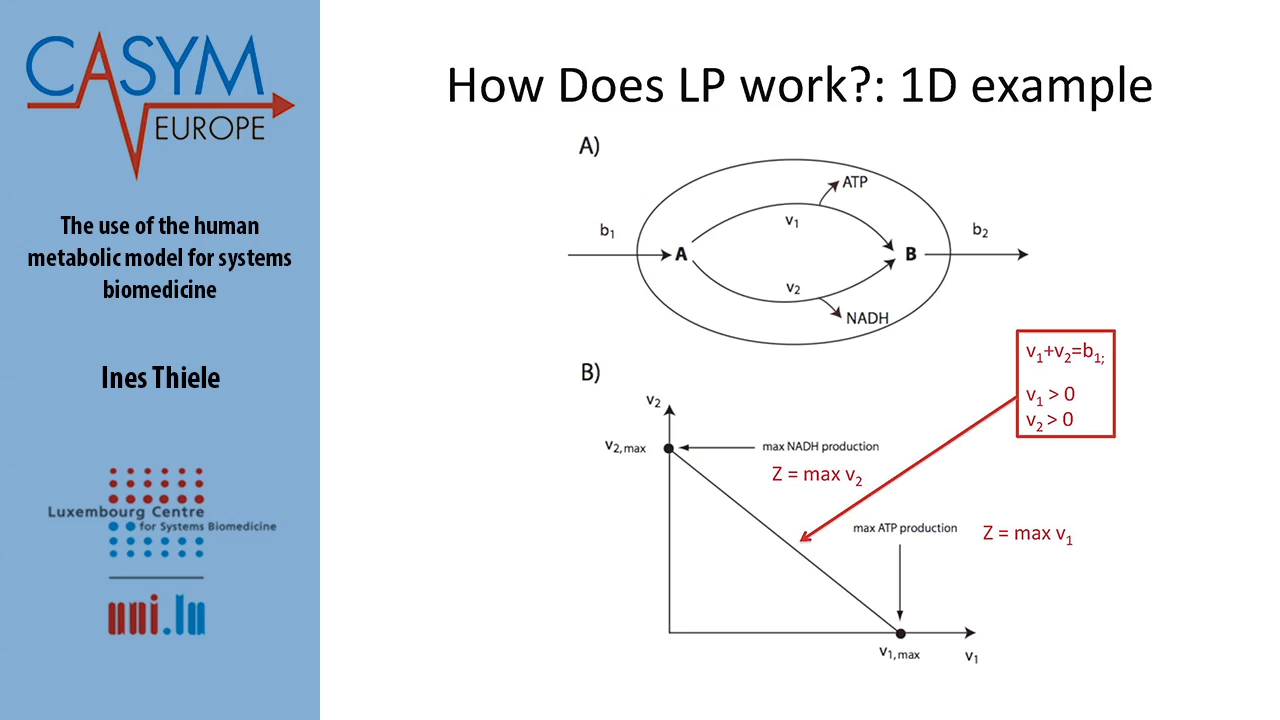 CASYM
EUROPE
The use of the human
metabolic model for systems
biomedicine
Ines Thiele
Luxembourg Centre
for Systems Biomedicine
uni.lu
How Does LP work?: 1D example
A)
ATP
v₁
b₁
A
B
b₂
v₂
NADH
v₁+v₂=b₁;
v₁ > 0
v₂ > 0
B)
v₂
v₂,max
max NADH production
Z = max v₂
max ATP production
Z = max v₁
v₁,max
v₁